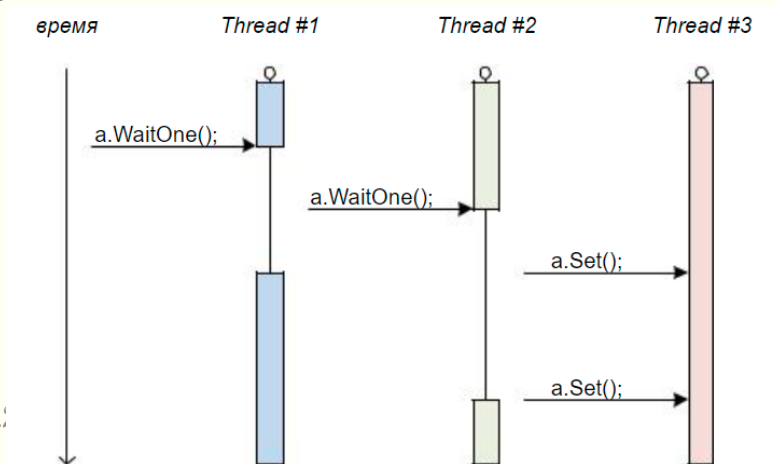 время Thread #1 Thread #2 Thread #3
a.WaitOne();
a.WaitOne();
a.Set();
a.Set();